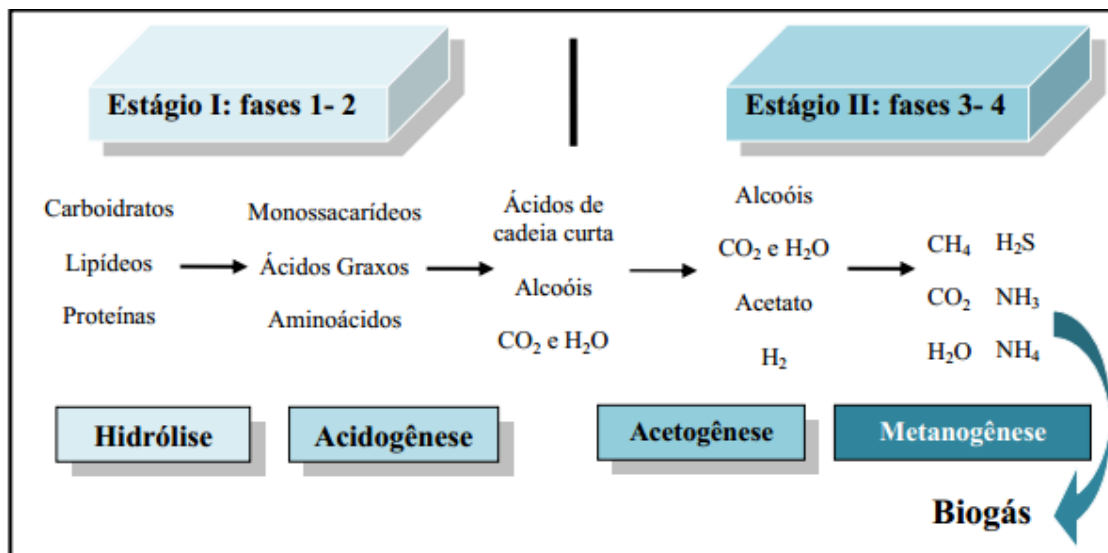 Estágio I: fases 1- 2
Estágio II: fases 3- 4
Carboidratos
Lipídeos
Proteínas
Monossacarídeos
Ácidos Graxos
Aminoácidos
Ácidos de
cadeia curta
Alcoóis
CO₂ e H₂O
Alcoóis
CO₂ e H₂O
Acetato
H₂
CH₄ H₂S
CO₂ NH₃
H₂O NH₄
Hidrólise
Acidogênese
Acetogênese
Metanogênese
Biogás